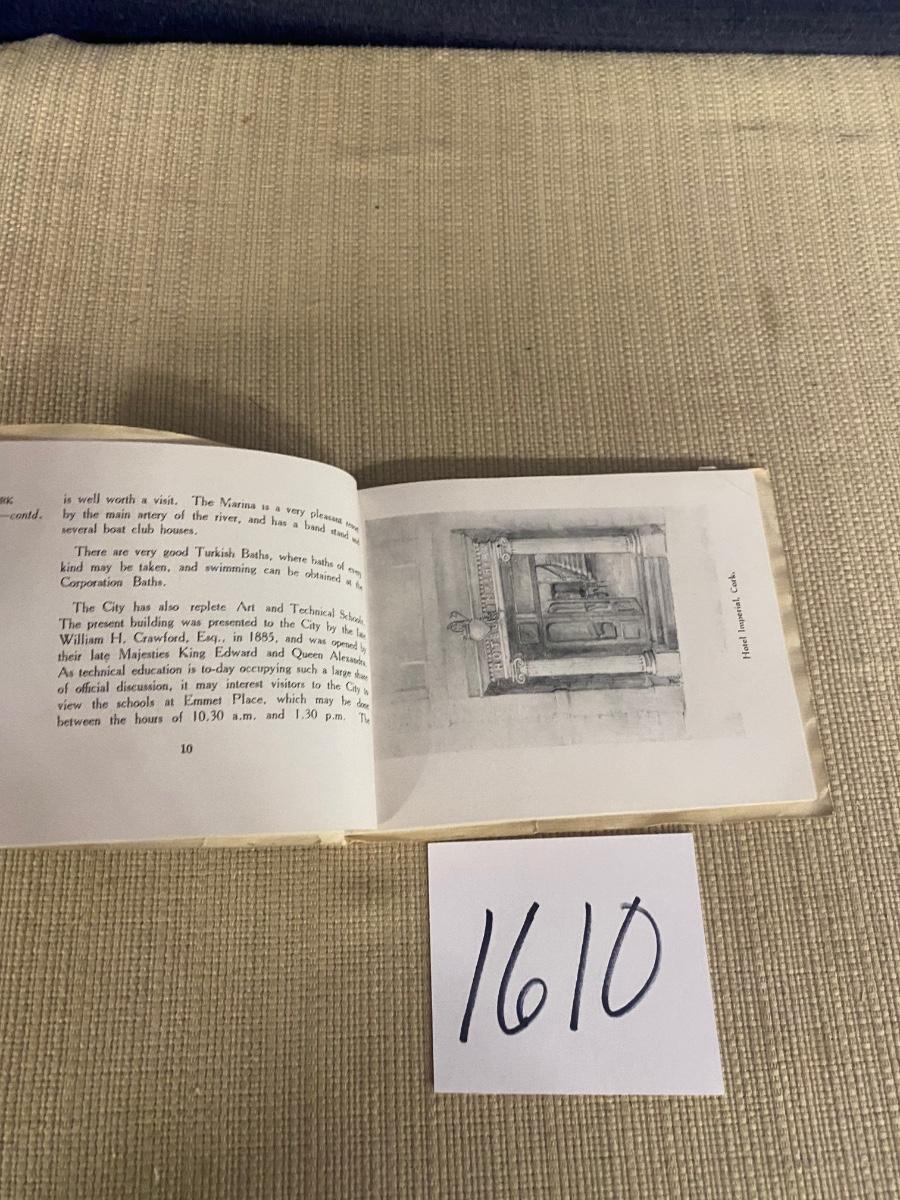 RK
—contd.
is well worth a visit. The Marina is a very pleasant
by the main artery of the river, and has a band stand and
several boat club houses.
There are very good Turkish Baths, where baths of every
kind may be taken, and swimming can be obtained at the
Corporation Baths.
The City has also replete Art and Technical Schools.
The present building was presented to the City by the late
William H. Crawford, Esq., in 1885, and was opened by
their late Majesties King Edward and Queen Alexandra.
As technical education is to-day occupying such a large share
of official discussion, it may interest visitors to the City to
view the schools at Emmet Place, which may be done
between the hours of 10.30 a.m. and 1.30 p.m. The
10
HOTEL
Hotel Imperial, Cork.
1610